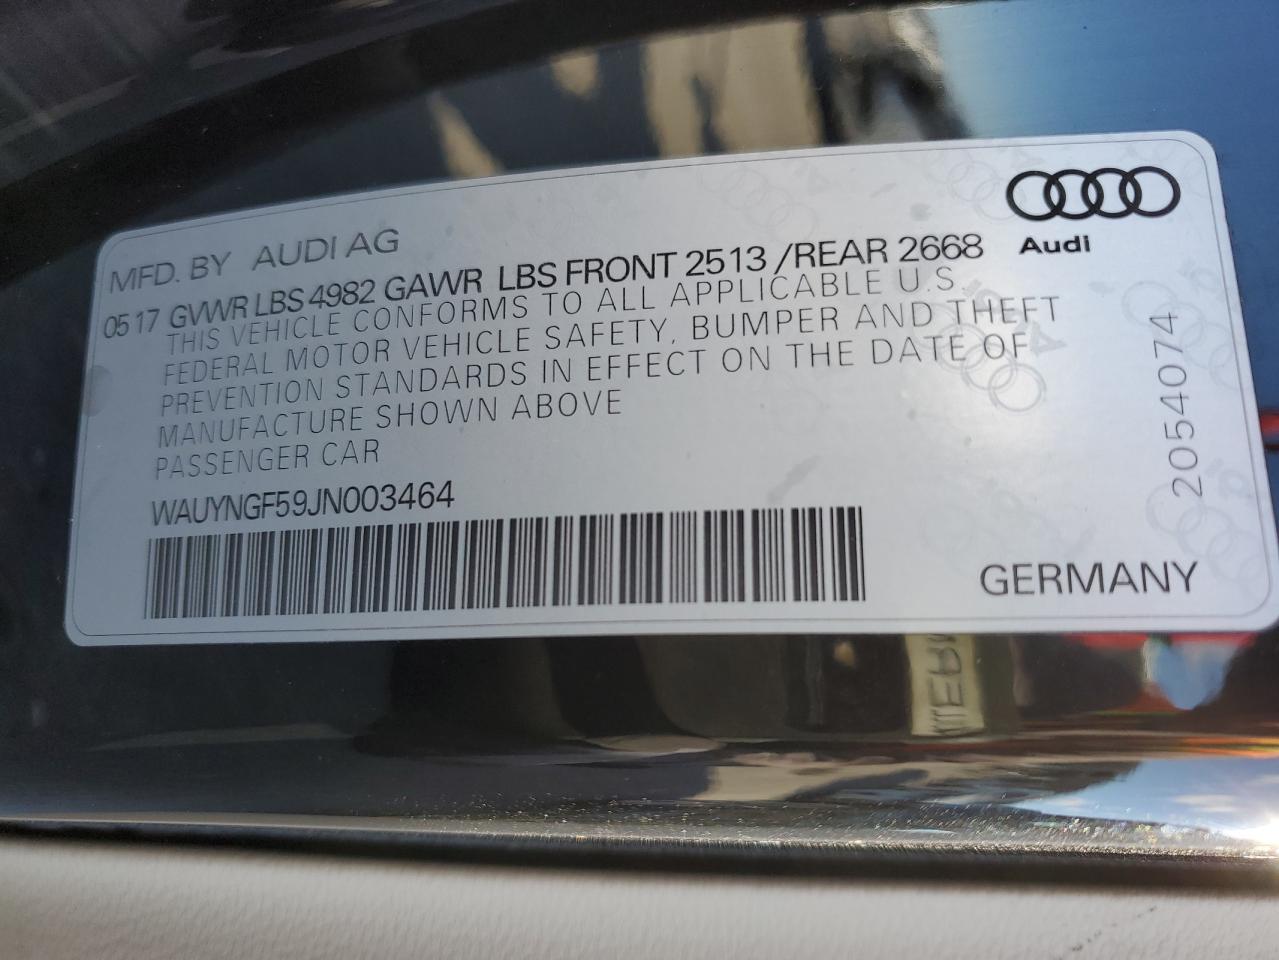 MFD. BY AUDI AG
0517 GVWR LBS 4982 GAWR LBS FRONT 2513 /REAR 2668
THIS VEHICLE CONFORMS TO ALL APPLICABLE U.S.
FEDERAL MOTOR VEHICLE SAFETY, BUMPER AND THEFT
PREVENTION STANDARDS IN EFFECT ON THE DATE OF
MANUFACTURE SHOWN ABOVE
PASSENGER CAR
WAUYNGF59JN003464
Audi
2054074
GERMANY